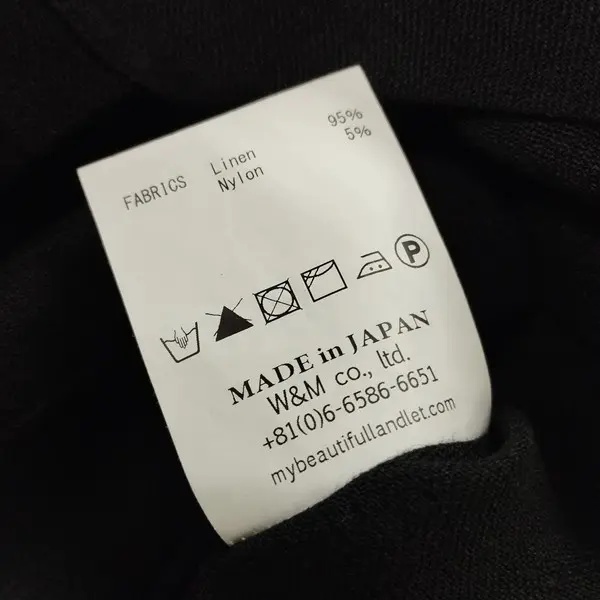 FABRICS Linen 95%
Nylon 5%
P
MADE in JAPAN
W&M co., ltd.
+81(0)6-6586-6651
mybeautifullandlet.com